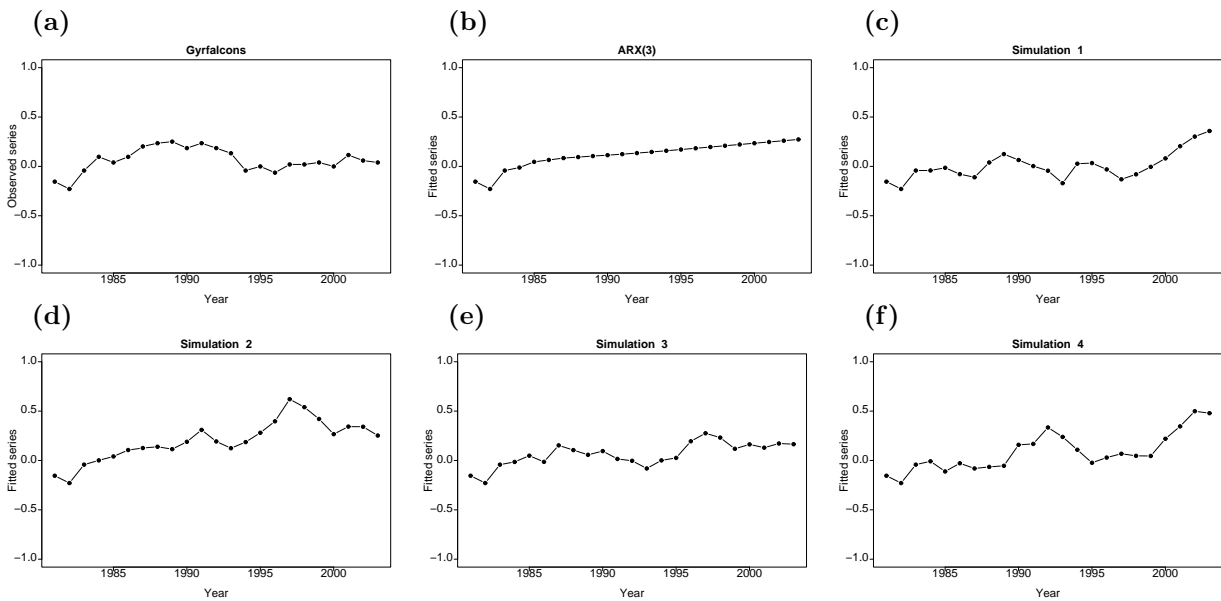 (a)
Gyrfalcons
Observed series
1.0
0.5
0.0
−0.5
−1.0
1985 1990 1995 2000
Year
(b)
ARX(3)
Fitted series
1.0
0.5
0.0
−0.5
−1.0
1985 1990 1995 2000
Year
(c)
Simulation 1
Fitted series
1.0
0.5
0.0
−0.5
−1.0
1985 1990 1995 2000
Year
(d)
Simulation 2
Fitted series
1.0
0.5
0.0
−0.5
−1.0
1985 1990 1995 2000
Year
(e)
Simulation 3
Fitted series
1.0
0.5
0.0
−0.5
−1.0
1985 1990 1995 2000
Year
(f)
Simulation 4
Fitted series
1.0
0.5
0.0
−0.5
−1.0
1985 1990 1995 2000
Year